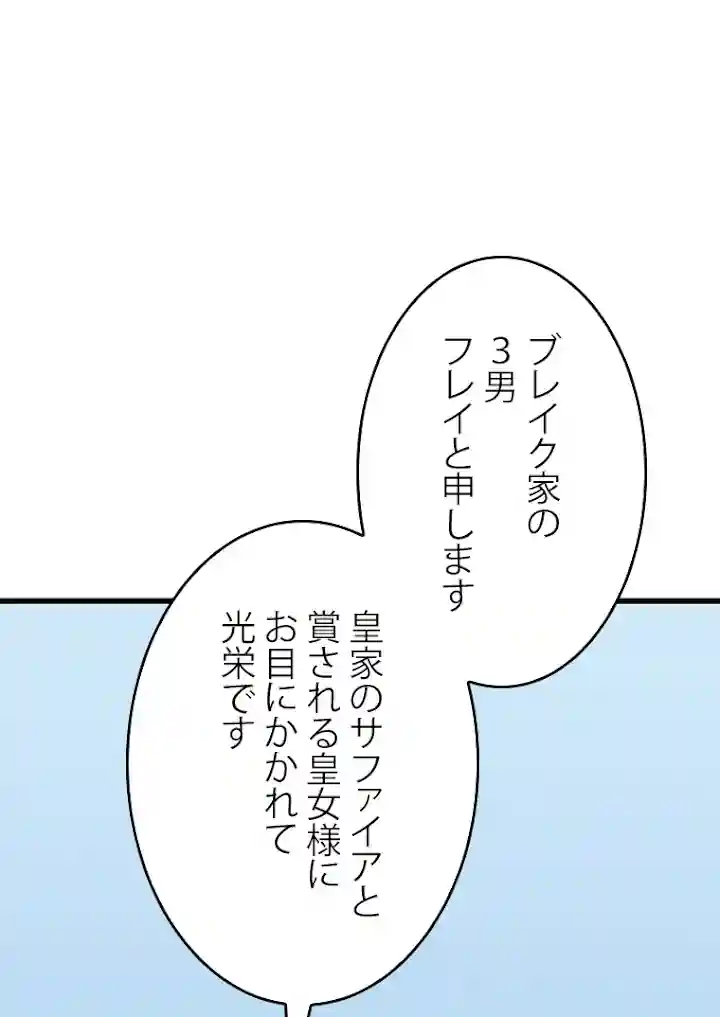 ブレイク家の
３男
フレイと申します
皇家のサファイアと
賞される皇女様に
お目にかかれて
光栄です